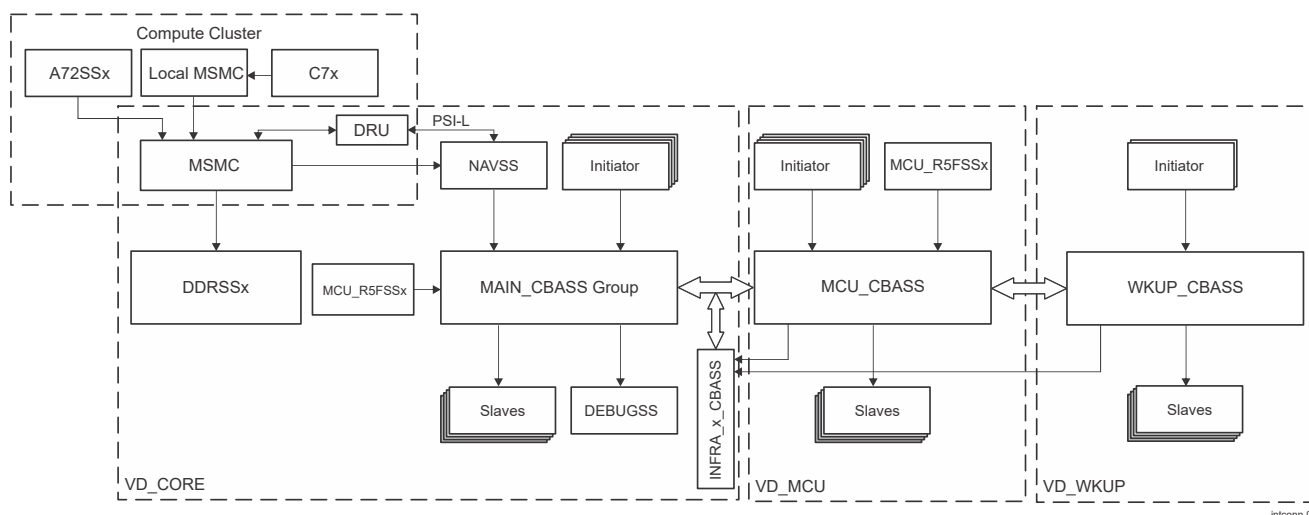 Compute Cluster
A72SSx
Local MSMC
C7x
DRU
PSI-L
MSMC
NAVSS
Initiator
Initiator
MCU_R5FSSx
Initiator
DDRSSx
MCU_R5FSSx
MAIN_CBASS Group
MCU_CBASS
WKUP_CBASS
INFRA_x_CBASS
Slaves
DEBUGSS
Slaves
Slaves
VD_CORE
VD_MCU
VD_WKUP